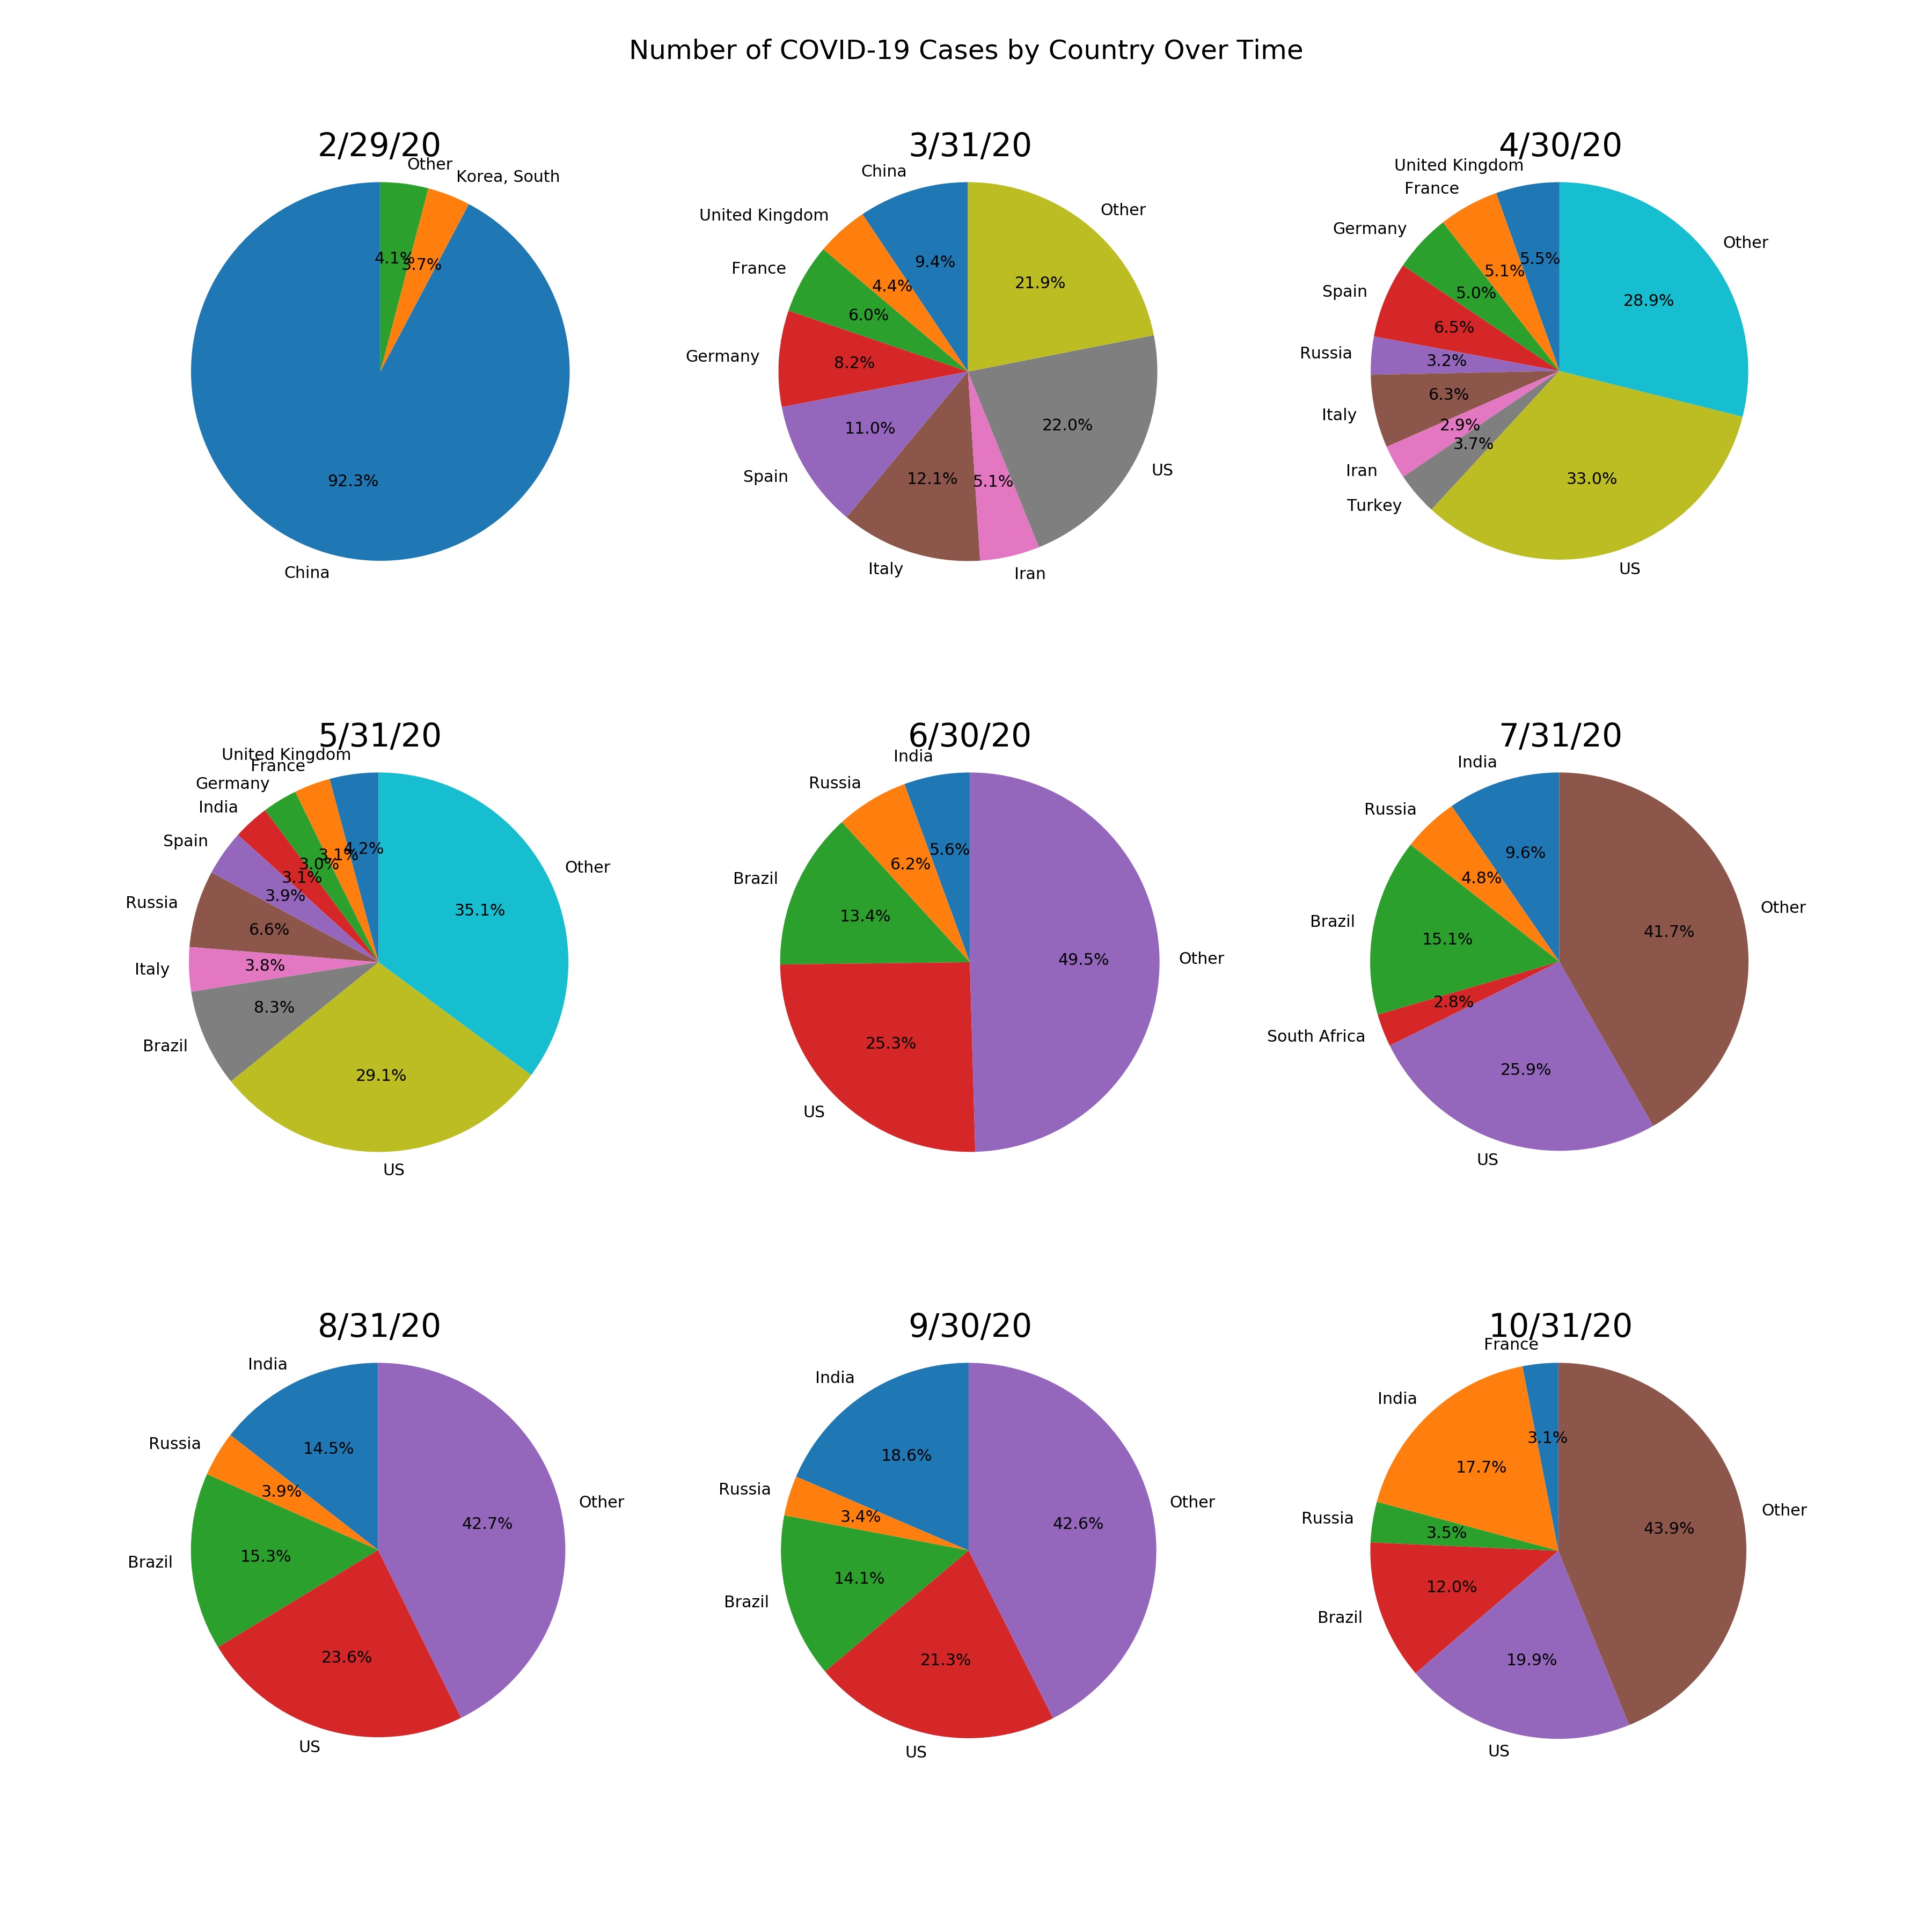 Number of COVID-19 Cases by Country Over Time
2/29/20
Other
Korea, South
4.1%
3.7%
92.3%
China
3/31/20
China
United Kingdom
Other
France
9.4%
21.9%
4.4%
6.0%
Germany
8.2%
11.0%
22.0%
US
Spain
12.1%
5.1%
Italy
Iran
4/30/20
United Kingdom
France
Germany
Other
5.5%
5.1%
5.0%
28.9%
Spain
6.5%
Russia
3.2%
6.3%
Italy
2.9%
3.7%
Iran
33.0%
Turkey
US
5/31/20
United Kingdom
France
Germany
India
Spain
4.2%
3.1%
3.0%
Other
3.1%
3.9%
Russia
35.1%
6.6%
Italy
3.8%
8.3%
Brazil
29.1%
US
6/30/20
India
Russia
5.6%
6.2%
Brazil
13.4%
49.5%
Other
25.3%
US
7/31/20
India
Russia
9.6%
4.8%
Other
Brazil
41.7%
15.1%
2.8%
South Africa
25.9%
US
8/31/20
India
Russia
14.5%
3.9%
Other
42.7%
Brazil
15.3%
23.6%
US
9/30/20
India
18.6%
Russia
Other
3.4%
42.6%
14.1%
Brazil
21.3%
US
10/31/20
France
India
3.1%
17.7%
Other
Russia
43.9%
3.5%
12.0%
Brazil
19.9%
US